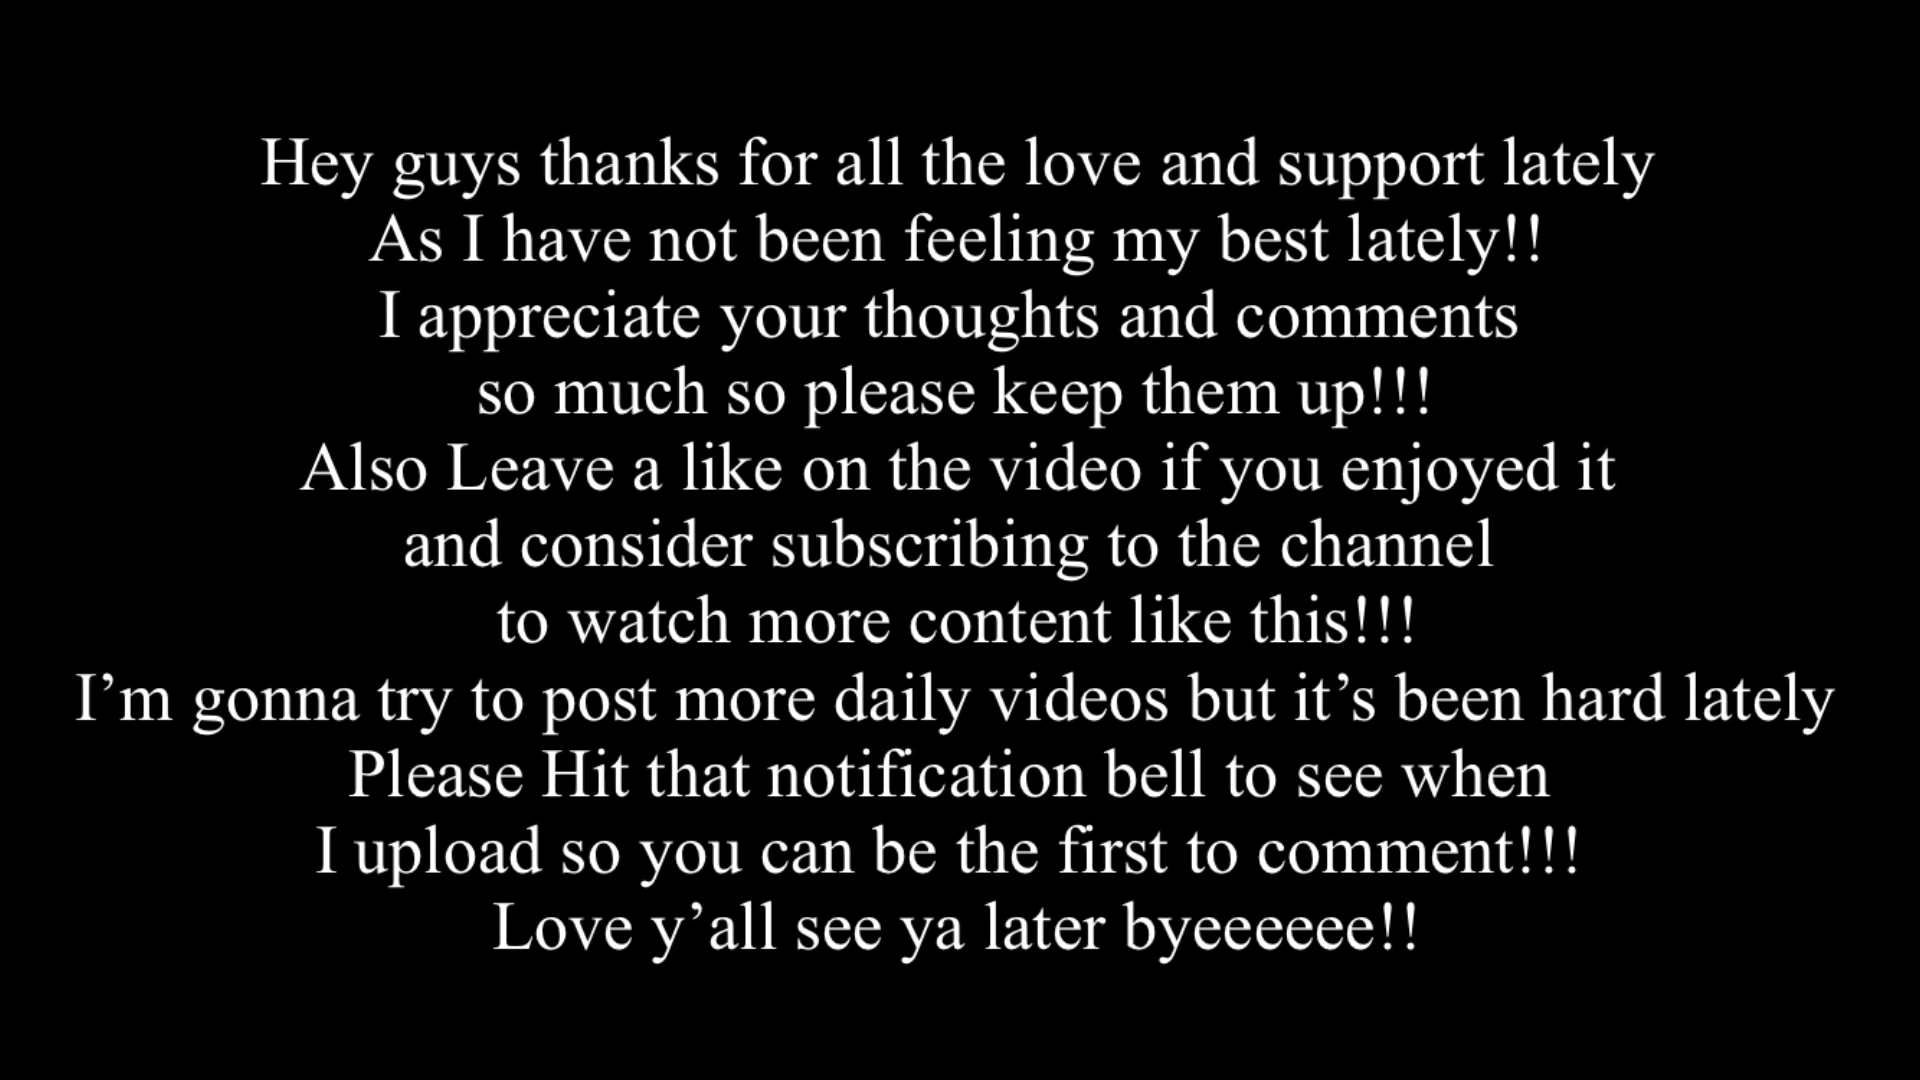 Hey guys thanks for all the love and support lately
As I have not been feeling my best lately!!
I appreciate your thoughts and comments
so much so please keep them up!!!
Also Leave a like on the video if you enjoyed it
and consider subscribing to the channel
to watch more content like this!!!
I’m gonna try to post more daily videos but it’s been hard lately
Please Hit that notification bell to see when
I upload so you can be the first to comment!!!
Love y’all see ya later byeeeeee!!